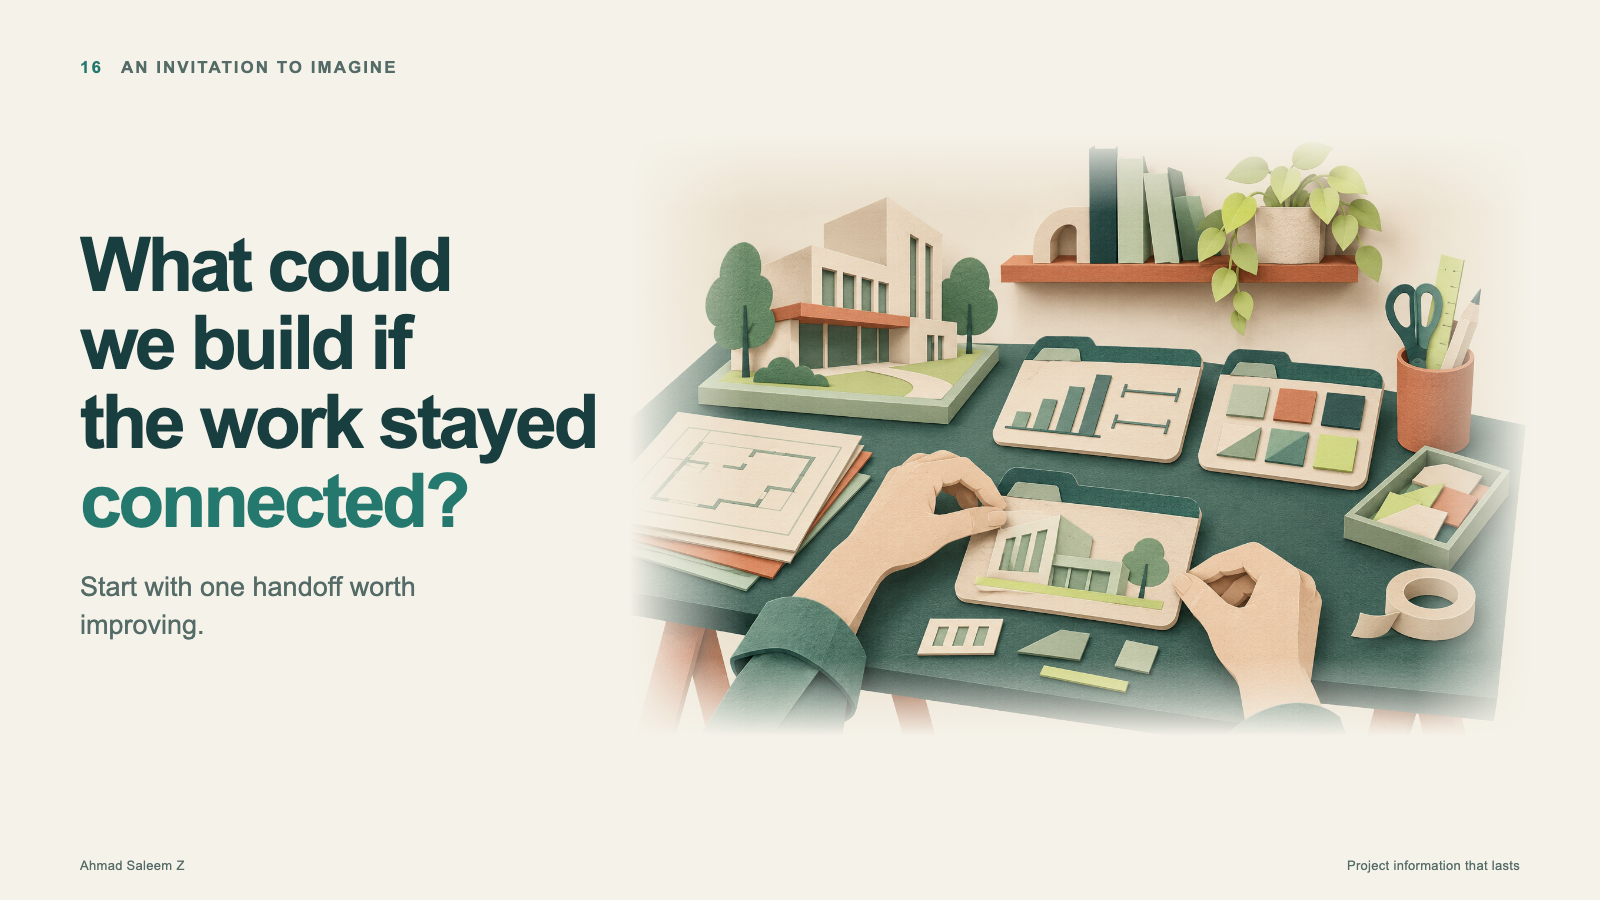 16 AN INVITATION TO IMAGINE
What could
we build if
the work stayed
connected?
Start with one handoff worth
improving.
Ahmad Saleem Z
Project information that lasts